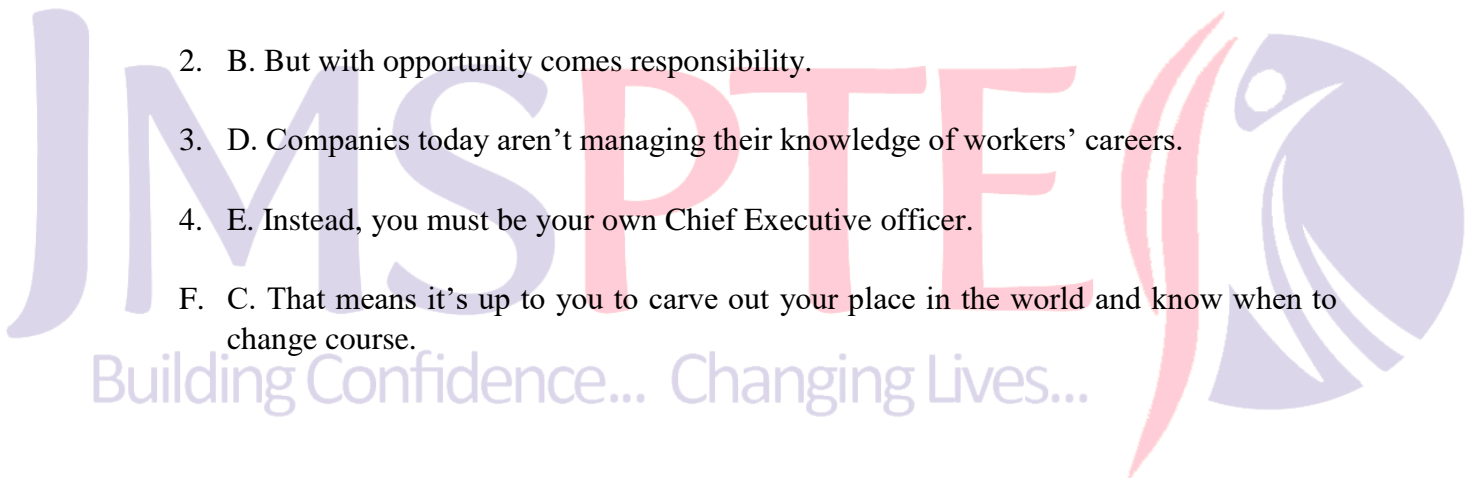 2. B. But with opportunity comes responsibility.
3. D. Companies today aren’t managing their knowledge of workers’ careers.
4. E. Instead, you must be your own Chief Executive officer.
F. C. That means it’s up to you to carve out your place in the world and know when to
change course.
JMSPTE
Building Confidence... Changing Lives...